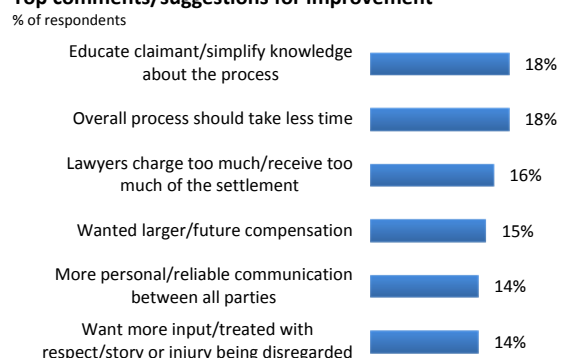 Top comments/suggestions for improvement
% of respondents
Educate claimant/simplify knowledge
about the process
18%
Overall process should take less time
18%
Lawyers charge too much/receive too
much of the settlement
16%
Wanted larger/future compensation
15%
More personal/reliable communication
between all parties
14%
Want more input/treated with
respect/story or injury being disregarded
14%